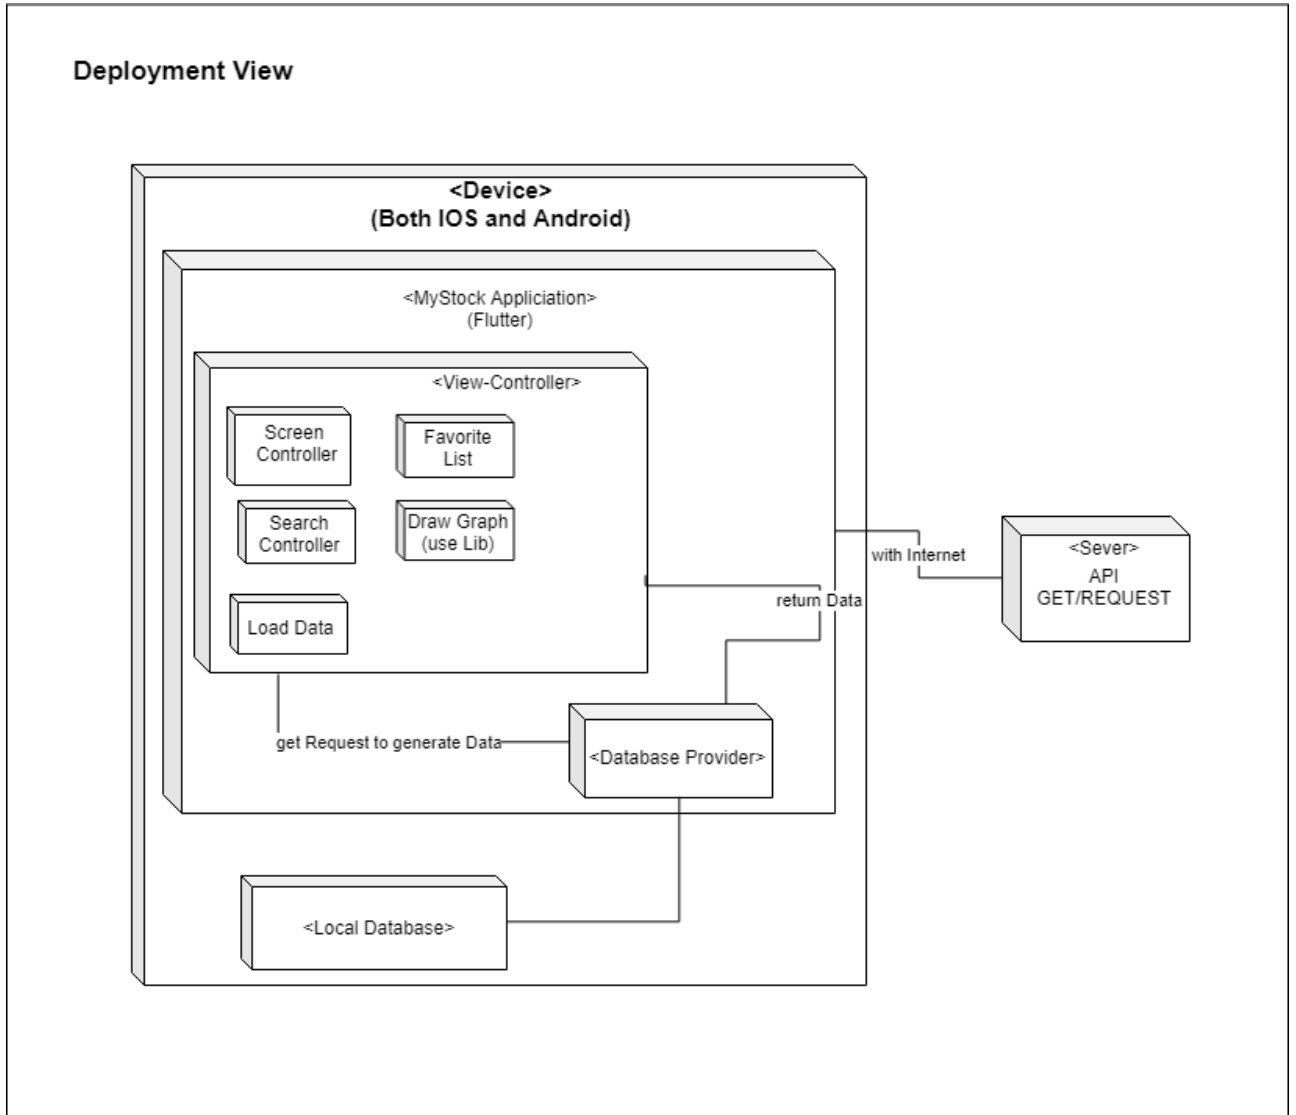 Deployment View
<Device>
(Both IOS and Android)
<MyStock Appliciation>
(Flutter)
<View-Controller>
Screen
Controller
Favorite
List
Search
Controller
Draw Graph
(use Lib)
Load Data
with Internet
<Sever>
API
GET/REQUEST
return Data
get Request to generate Data
<Database Provider>
<Local Database>